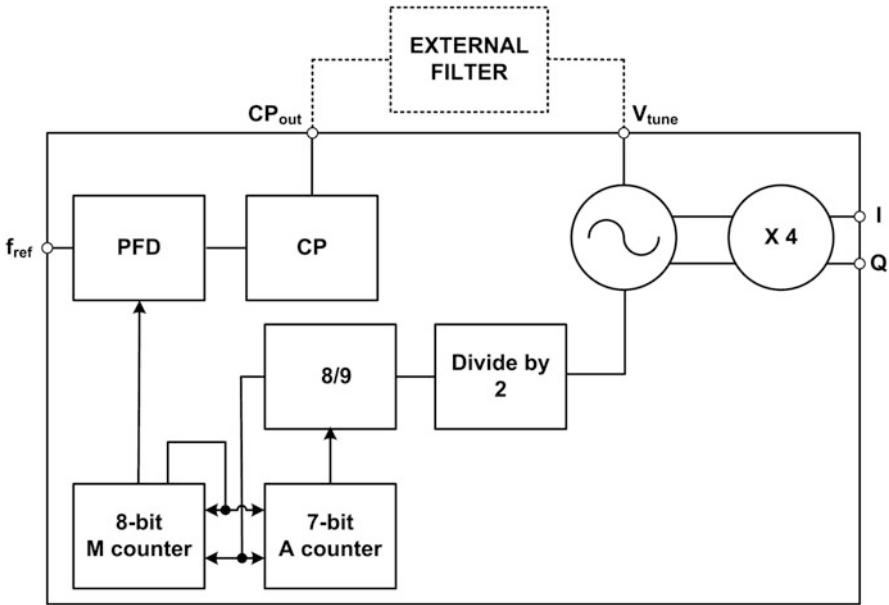 EXTERNAL
FILTER
CPout
Vtune
fref
PFD
CP
X 4
I
Q
8/9
Divide by
2
8-bit
M counter
7-bit
A counter